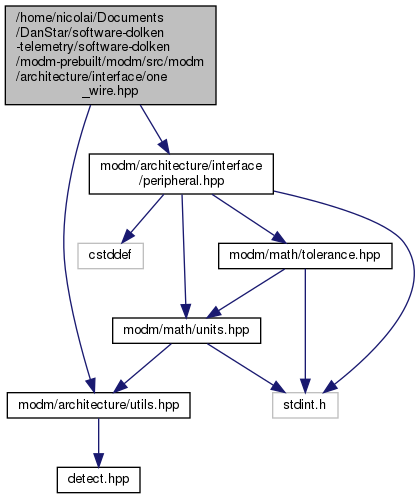 /home/nicolai/Documents
/DanStar/software-dolken
-telemetry/software-dolken
/modm-prebuilt/modm/src/modm
/architecture/interface/one
_wire.hpp
modm/architecture/interface
/peripheral.hpp
cstddef
modm/math/tolerance.hpp
modm/math/units.hpp
modm/architecture/utils.hpp
stdint.h
detect.hpp